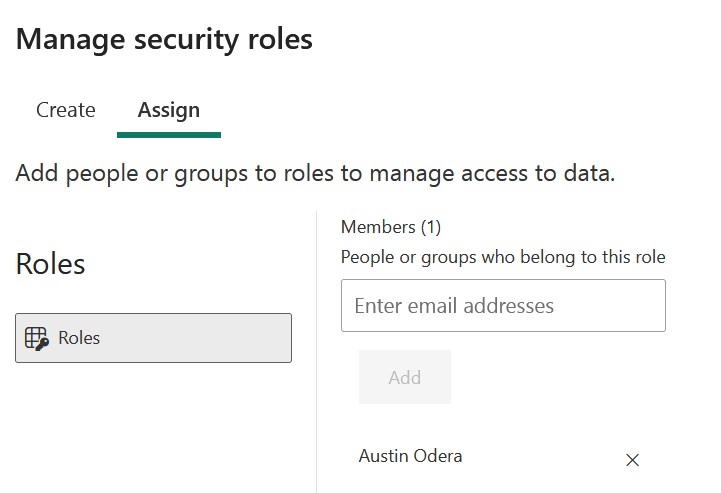 Manage security roles
Create
Assign
Add people or groups to roles to manage access to data.
Roles
Roles
Members (1)
People or groups who belong to this role
Enter email addresses
Add
Austin Odera